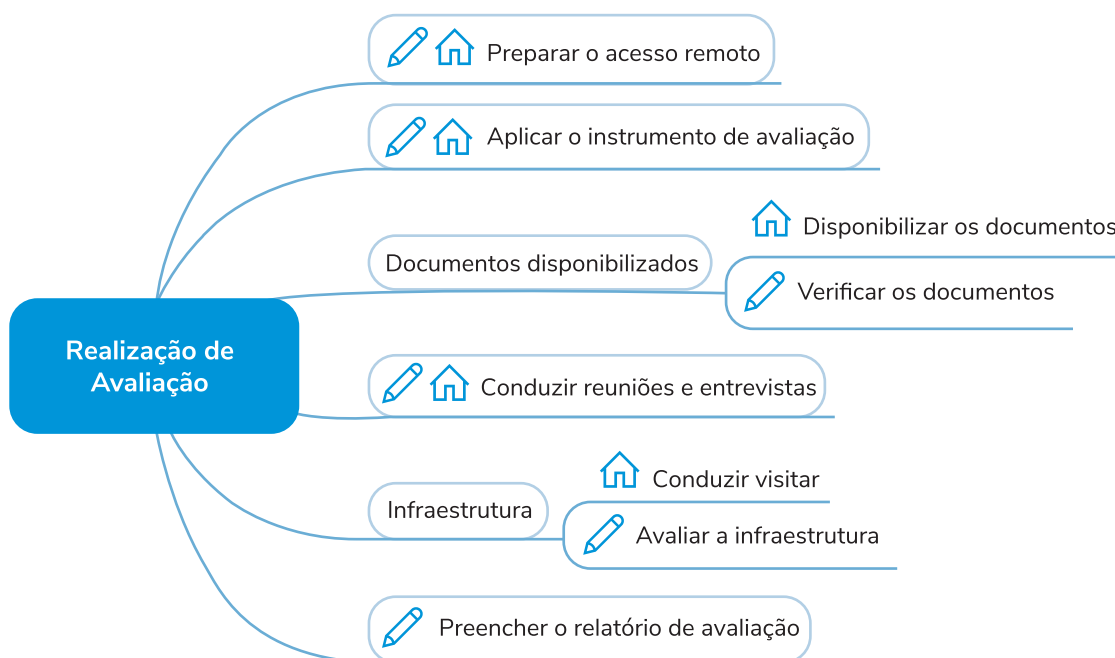 Preparar o acesso remoto
Aplicar o instrumento de avaliação
Disponibilizar os documentos
Documentos disponibilizados
Verificar os documentos
Realização de
Avaliação
Conduzir reuniões e entrevistas
Conduzir visitar
Infraestrutura
Avaliar a infraestrutura
Preencher o relatório de avaliação